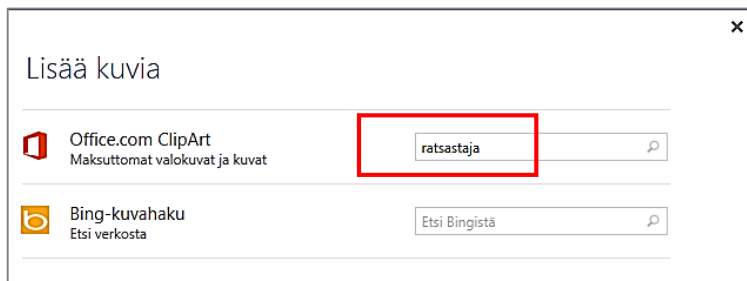 Lisää kuvia
Office.com ClipArt
Maksuttomat valokuvat ja kuvat
ratsastaja
Bing-kuvahaku
Etsi verkosta
Etsi Bingistä